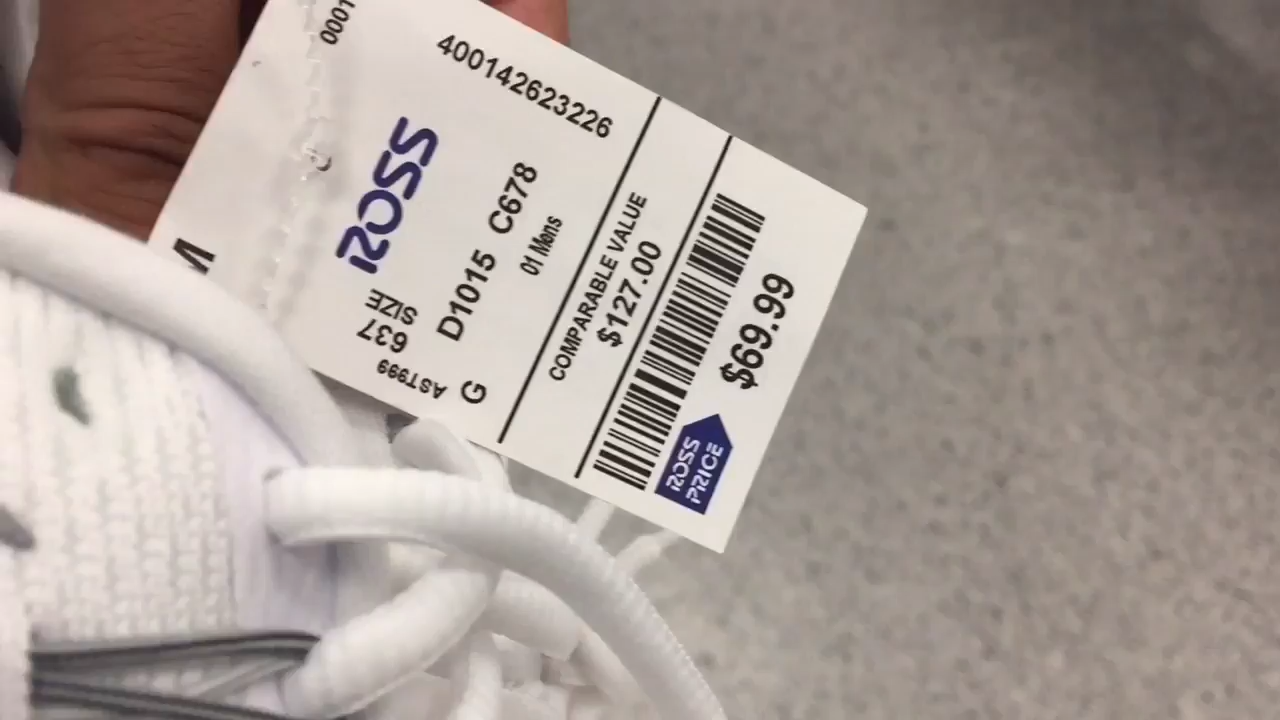 0001
400142623226
ROSS
D1015 C678
01 Mens
SIZE
637
AST999
G
M
COMPARABLE VALUE
$127.00
$69.99
ROSS
PRICE